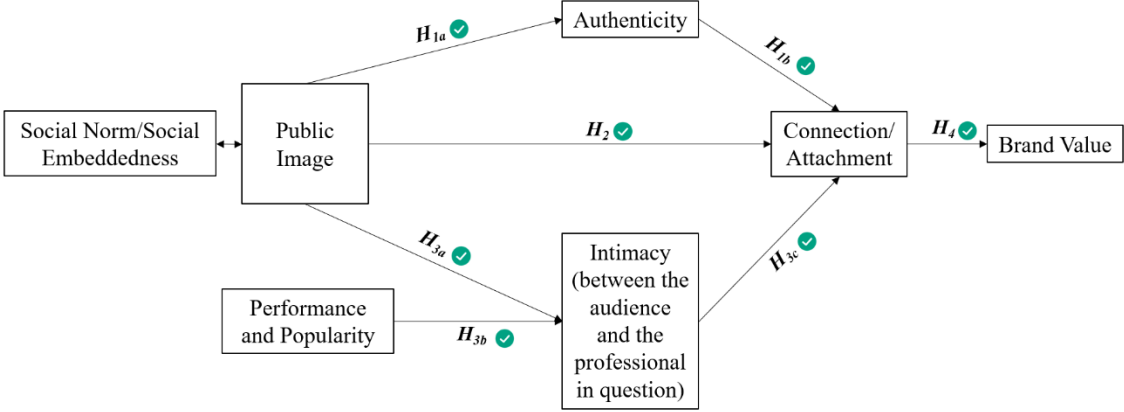 Authenticity
H1a
H1b
Social Norm/Social
Embeddedness
Public
Image
H2
Connection/
Attachment
H4
Brand Value
H3a
Intimacy
(between the
audience
and the
professional
in question)
H3c
Performance
and Popularity
H3b